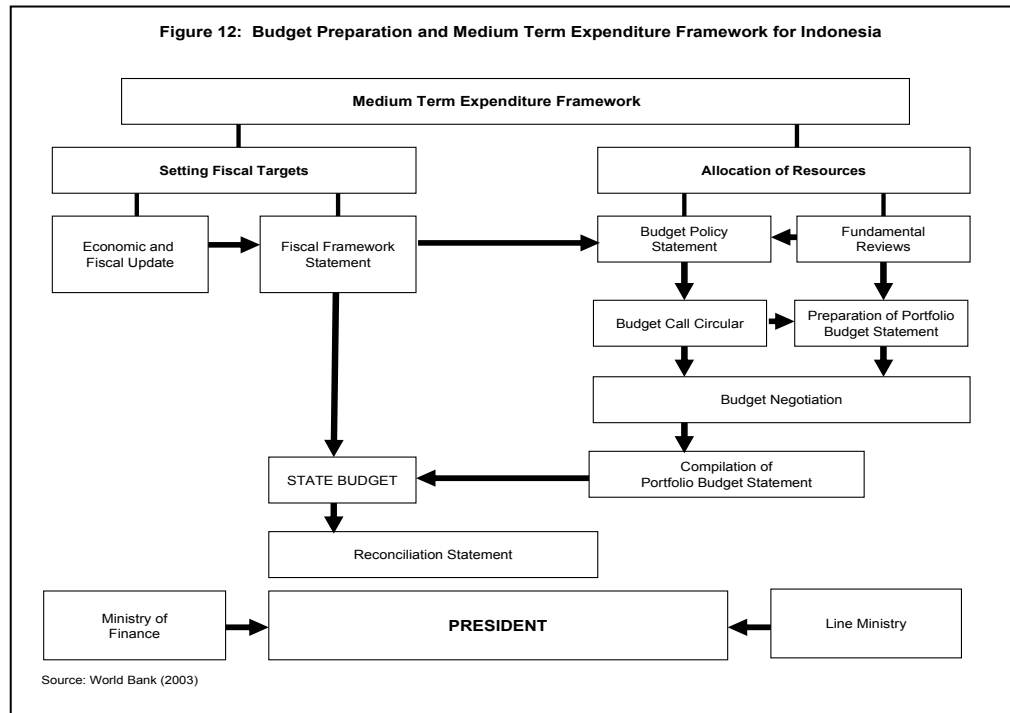 Figure 12: Budget Preparation and Medium Term Expenditure Framework for Indonesia
Medium Term Expenditure Framework
Setting Fiscal Targets
Allocation of Resources
Economic and
Fiscal Update
Fiscal Framework
Statement
Budget Policy
Statement
Fundamental
Reviews
Budget Call Circular
Preparation of Portfolio
Budget Statement
Budget Negotiation
STATE BUDGET
Compilation of
Portfolio Budget Statement
Reconciliation Statement
Ministry of
Finance
PRESIDENT
Line Ministry
Source: World Bank (2003)